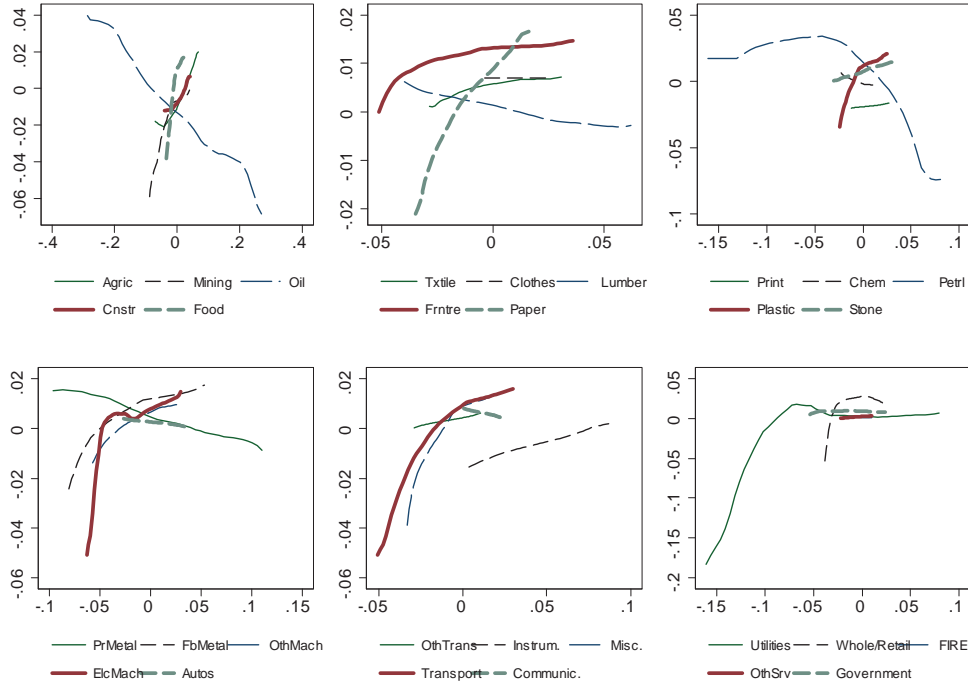 .04
.02
0
-.02
-.04
-.06
-.4 -.2 0 .2 .4
Agric Mining Oil
Cnstr Food
.02
.01
0
-.01
-.02
-.05 0 .05
Txtile Clothes Lumber
Frntre Paper
.05
0
-.05
-.1
-.16 -.1 -.05 0 .05 .1
Print Chem Petrl
Plastic Stone
.02
0
-.02
-.04
-.06
-.1 -.05 0 .05 .1 .15
PrMetal FbMetal OthMach
ElcMach Autos
.02
0
-.02
-.04
-.06
-.05 0 .05 .1
OthTrans Instrum. Misc.
Transport Communic.
.05
0
-.05
-.1
-.15
-.2
-.16 -.1 -.05 0 .05 .1
Utilities Whole/Retail FIRE
OthSrv Government